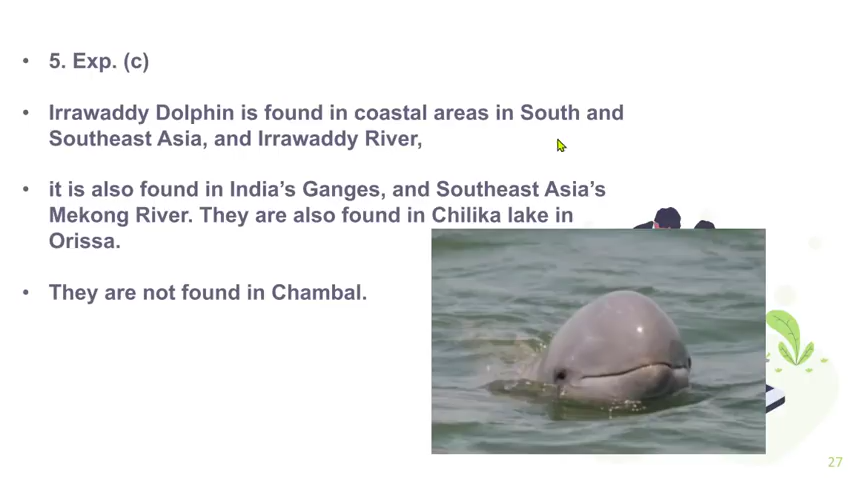 • 5. Exp. (c)
• Irrawaddy Dolphin is found in coastal areas in South and
Southeast Asia, and Irrawaddy River,
• it is also found in India’s Ganges, and Southeast Asia’s
Mekong River. They are also found in Chilika lake in
Orissa.
• They are not found in Chambal.
27